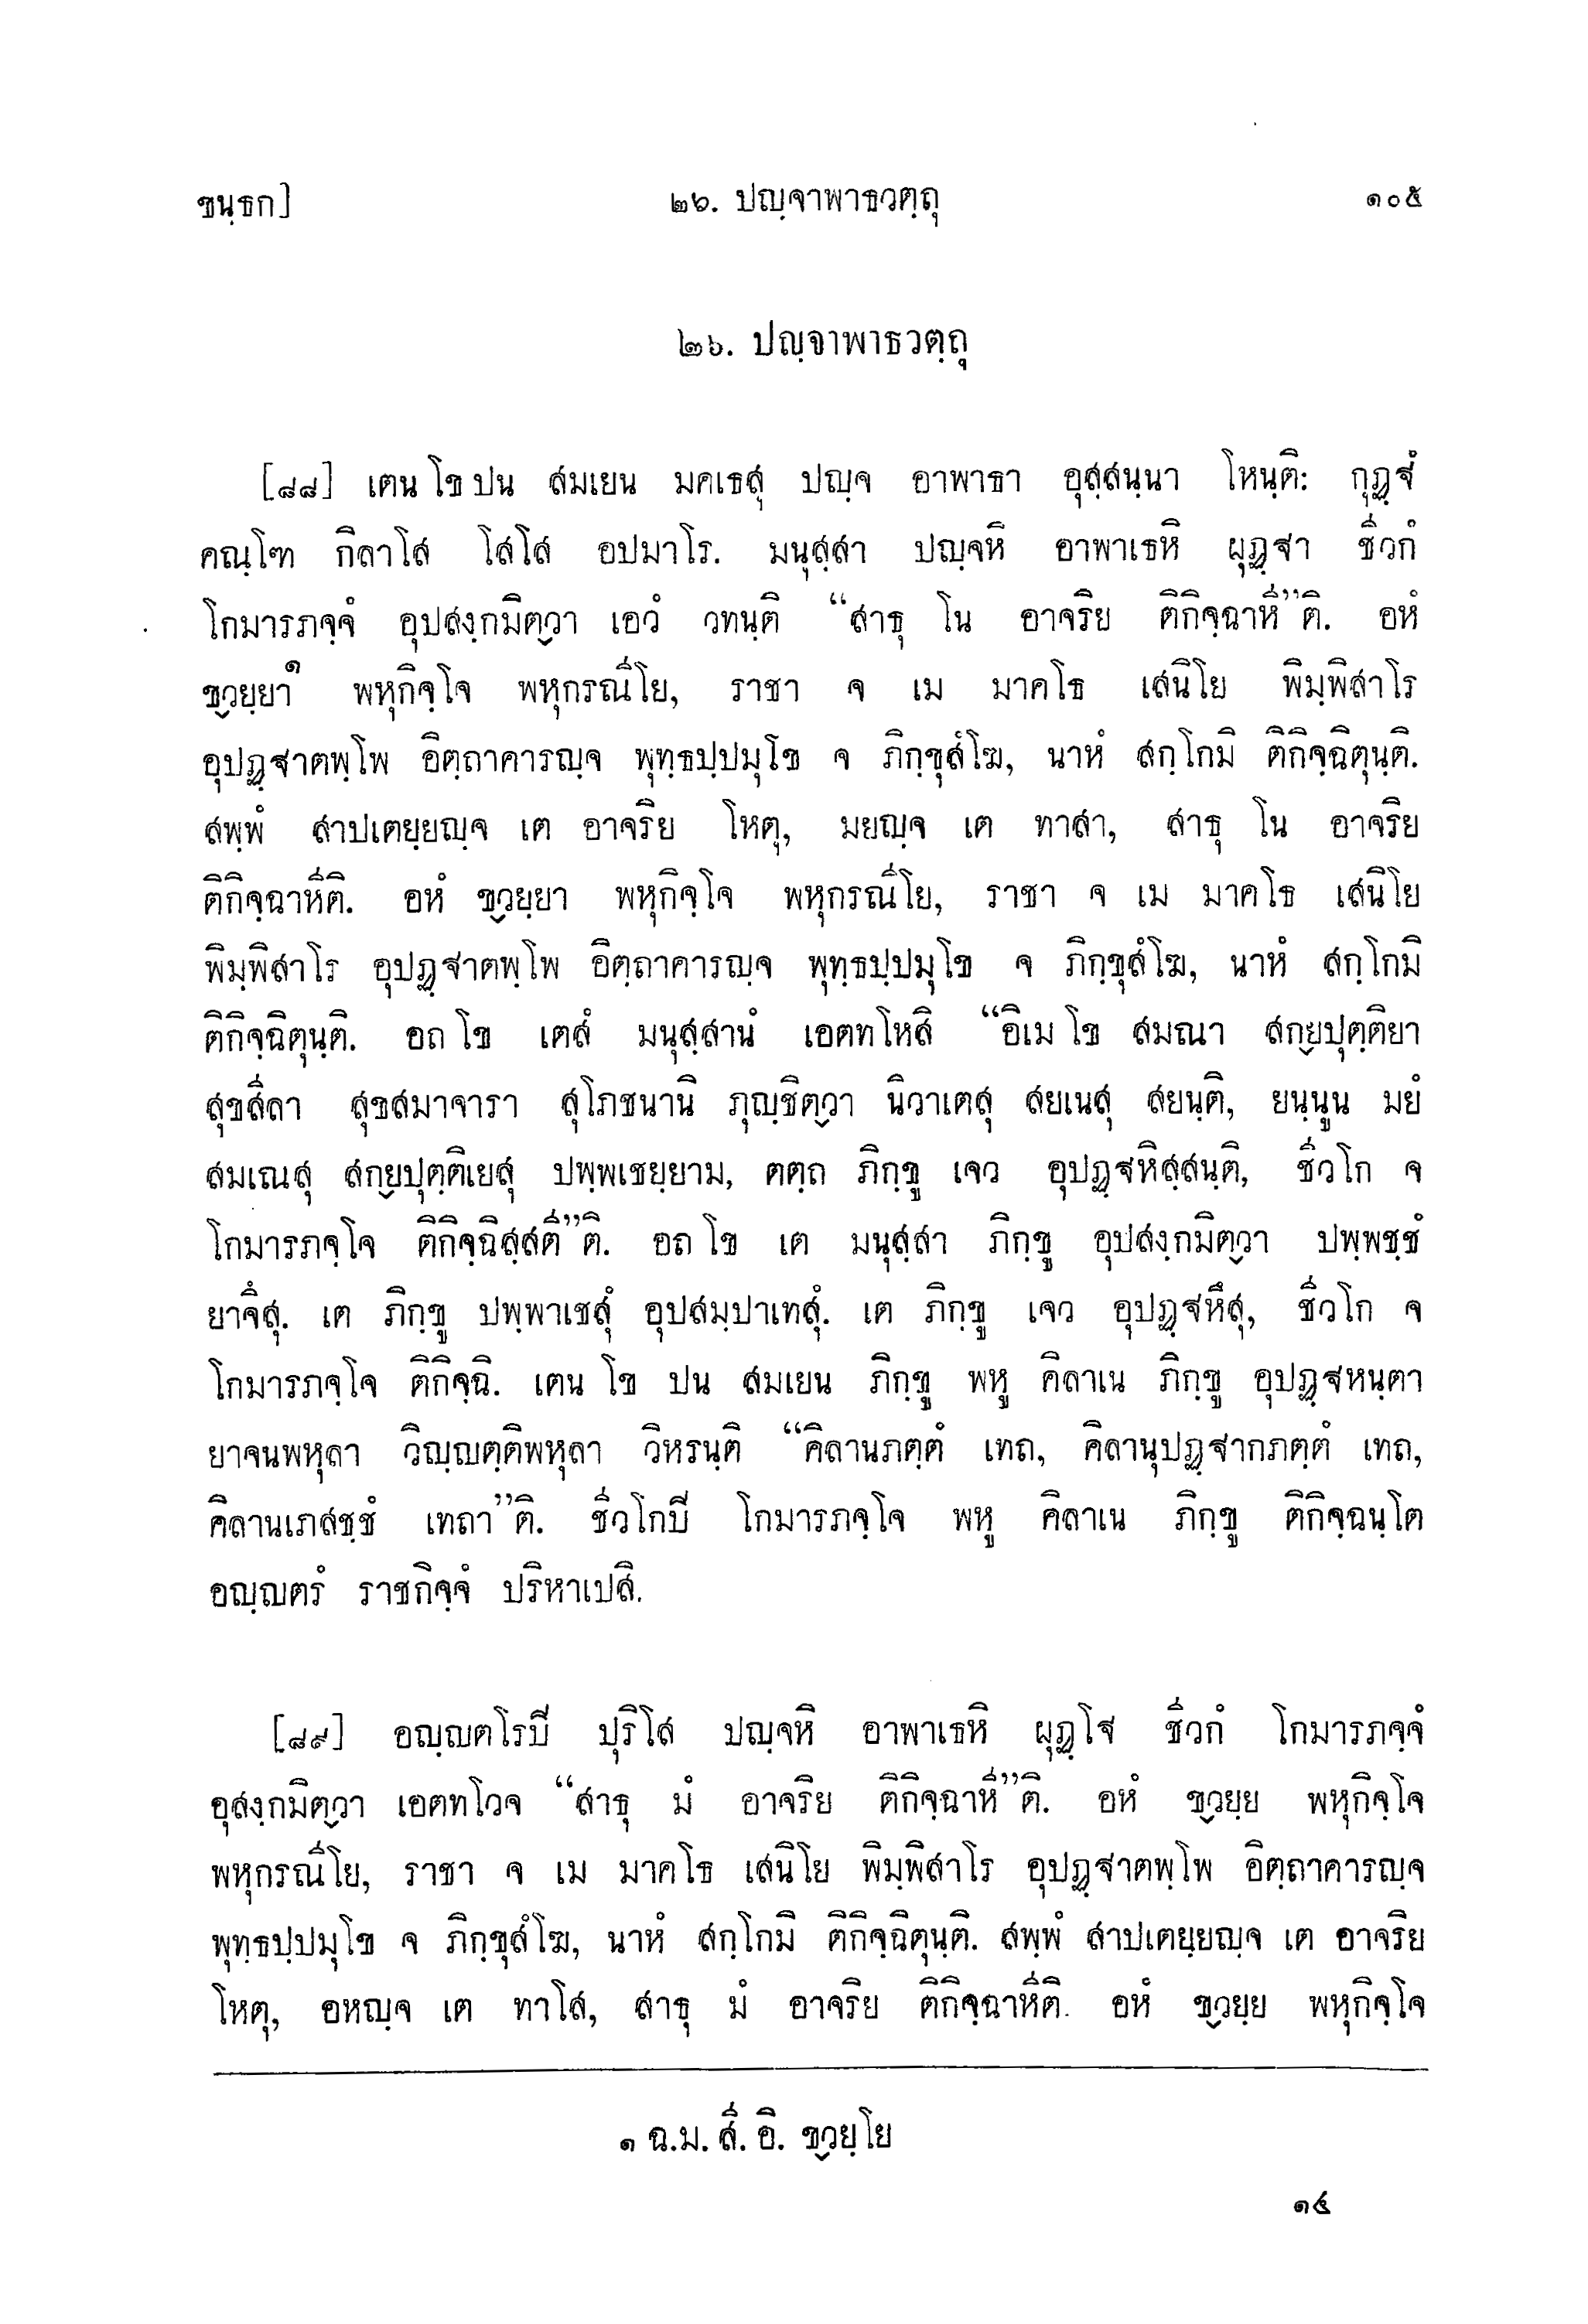 ขนฺธก]
๒๖. ปญฺจาพาธวตฺถุ
๑๐๕
๒๖. ปญฺจาพาธวตฺถุ
[๘๘] เตน โข ปน สมเยน มคเธสุ ปญฺจ อาพาธา อุสฺสนฺนา โหนฺติ: กุฏฺฐํ
คณฺโฑ กิลาโส โสโส อปมาโร. มนุสฺสา ปญฺจหิ อาพาเธหิ ผุฏฺฐา ชีวกํ
โกมารภจฺจํ อุปสงฺกมิต๎วา เอวํ วทนฺติ “สาธุ โน อาจริย ติกิจฺฉาหี”ติ. อหํ
ข๎วยฺยา๑ พหุกิจฺโจ พหุกรณีโย, ราชา จ เม มาคโธ เสนิโย พิมฺพิสาโร
อุปฏฺฐาตพฺโพ อิตฺถาคารญฺจ พุทฺธปฺปมุโข จ ภิกฺขุสํโฆ, นาหํ สกฺโกมิ ติกิจฺฉิตุนฺติ.
สพฺพํ สาปเตยฺยญฺจ เต อาจริย โหตุ, มยญฺจ เต ทาสา, สาธุ โน อาจริย
ติกิจฺฉาหีติ. อหํ ข๎วยฺยา พหุกิจฺโจ พหุกรณีโย, ราชา จ เม มาคโธ เสนิโย
พิมฺพิสาโร อุปฏฺฐาตพฺโพ อิตฺถาคารญฺจ พุทฺธปฺปมุโข จ ภิกฺขุสํโฆ, นาหํ สกฺโกมิ
ติกิจฺฉิตุนฺติ. อถ โข เตสํ มนุสฺสานํ เอตทโหสิ “อิเม โข สมณา สก๎ยปุตฺติยา
สุขสีลา สุขสมาจารา สุโภชนานิ ภุญฺชิต๎วา นิวาเตสุ สยเนสุ สยนฺติ, ยนฺนูน มยํ
สมเณสุ สก๎ยปุตฺติเยสุ ปพฺพเชยฺยาม, ตตฺถ ภิกฺขู เจว อุปฏฺฐหิสฺสนฺติ, ชีวโก จ
โกมารภจฺโจ ติกิจฺฉิสฺสตี”ติ. อถ โข เต มนุสฺสา ภิกฺขู อุปสงฺกมิต๎วา ปพฺพชฺชํ
ยาจึสุ. เต ภิกฺขู ปพฺพาเชสุํ อุปสมฺปาเทสุํ. เต ภิกฺขู เจว อุปฏฺฐหึสุ, ชีวโก จ
โกมารภจฺโจ ติกิจฺฉิ. เตน โข ปน สมเยน ภิกฺขู พหู คิลาเน ภิกฺขู อุปฏฺฐหนฺตา
ยาจนพหุลา วิญฺญตฺติพหุลา วิหรนฺติ “คิลานภตฺตํ เทถ, คิลานุปฏฺฐากภตฺตํ เทถ,
คิลานเภสชฺชํ เทถา”ติ. ชีวโกปิ โกมารภจฺโจ พหู คิลาเน ภิกฺขู ติกิจฺฉนฺโต
อญฺญตรํ ราชกิจฺจํ ปริหาเปสิ.
[๘๙] อญฺญตโรปิ ปุริโส ปญฺจหิ อาพาเธหิ ผุฏฺโฐ ชีวกํ โกมารภจฺจํ
อุสงฺกมิต๎วา เอตทโวจ “สาธุ มํ อาจริย ติกิจฺฉาหี”ติ. อหํ ข๎วยฺย พหุกิจฺโจ
พหุกรณีโย, ราชา จ เม มาคโธ เสนิโย พิมฺพิสาโร อุปฏฺฐาตพฺโพ อิตฺถาคารญฺจ
พุทฺธปฺปมุโข จ ภิกฺขุสํโฆ, นาหํ สกฺโกมิ ติกิจฺฉิตุนฺติ. สพฺพํ สาปเตยฺยญฺจ เต อาจริย
โหตุ, อหญฺจ เต ทาโส, สาธุ มํ อาจริย ติกิจฺฉาหีติ. อหํ ข๎วยฺย พหุกิจฺโจ
๑ ฉ.ม. สี. อิ. ข๎วยฺโย
๑๔